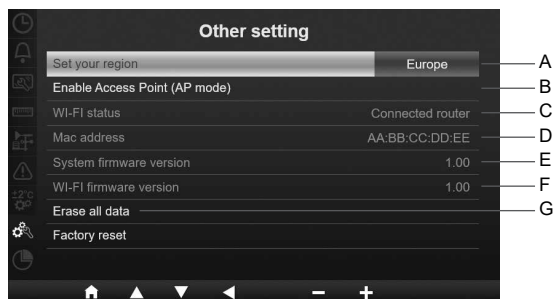 Other setting
Set your region Europe A
Enable Access Point (AP mode) B
WI-FI status Connected router C
Mac address AA:BB:CC:DD:EE D
System firmware version 1.00 E
WI-FI firmware version 1.00 F
Erase all data G
Factory reset
±2°C